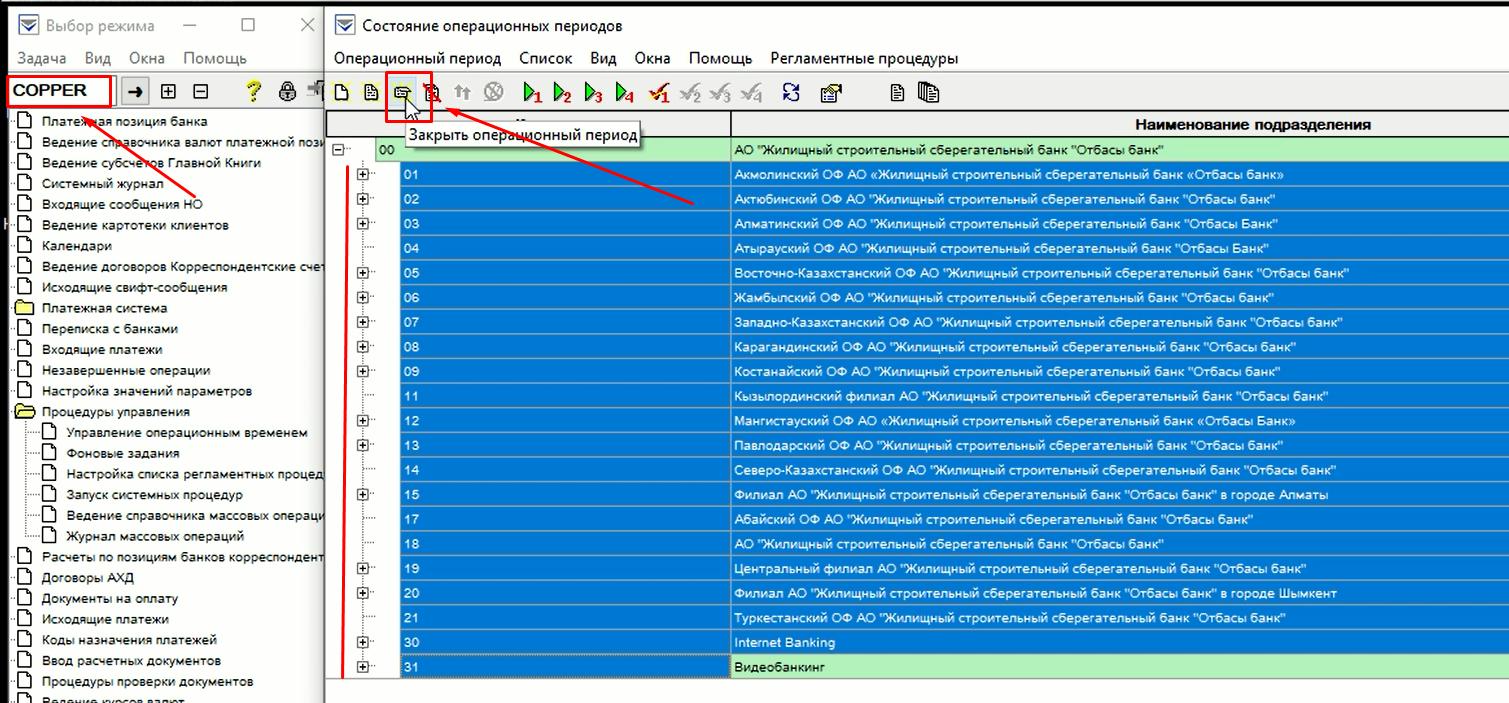 Выбор режима
Задача Вид Окна Помощь
COPPER
Платежная позиция банка
Ведение справочника валют платежной пози
Ведение субсчетов Главной Книги
Системный журнал
Входящие сообщения НО
Ведение картотеки клиентов
Календари
Ведение договоров Корреспондентские счет
Исходящие свифт-сообщения
Платежная система
Переписка с банками
Входящие платежи
Незавершенные операции
Настройка значений параметров
Процедуры управления
Управление операционным временем
Фоновые задания
Настройка списка регламентных процед
Запуск системных процедур
Ведение справочника массовых операци
Журнал массовых операций
Расчеты по позициям банков корреспондент
Договоры АХД
Документы на оплату
Исходящие платежи
Коды назначения платежей
Ввод расчетных документов
Процедуры проверки документов
Ведение курсов валют
Состояние операционных периодов
Операционный период Список Вид Окна Помощь Регламентные процедуры
1 2 3 4 1 2 3 4
Закрыть операционный период
Наименование подразделения
00 АО "Жилищный строительный сберегательный банк "Отбасы банк"
01 Акмолинский ОФ АО «Жилищный строительный сберегательный банк «Отбасы банк»
02 Актюбинский ОФ АО "Жилищный строительный сберегательный банк "Отбасы банк"
03 Алматинский ОФ АО "Жилищный строительный сберегательный банк "Отбасы Банк"
04 Атырауский ОФ АО "Жилищный строительный сберегательный банк "Отбасы Банк"
05 Восточно-Казахстанский ОФ АО "Жилищный строительный сберегательный банк "Отбасы банк"
06 Жамбылский ОФ АО "Жилищный строительный сберегательный банк "Отбасы банк"
07 Западно-Казахстанский ОФ АО "Жилищный строительный сберегательный банк "Отбасы банк"
08 Карагандинский ОФ АО "Жилищный строительный сберегательный банк "Отбасы банк"
09 Костанайский ОФ АО "Жилищный строительный сберегательный банк "Отбасы банк"
11 Кызылординский филиал АО "Жилищный строительный сберегательный банк "Отбасы банк"
12 Мангистауский ОФ АО «Жилищный строительный сберегательный банк «Отбасы Банк»
13 Павлодарский ОФ АО "Жилищный строительный сберегательный банк "Отбасы банк"
14 Северо-Казахстанский ОФ АО "Жилищный строительный сберегательный банк "Отбасы банк"
15 Филиал АО "Жилищный строительный сберегательный банк "Отбасы банк" в городе Алматы
17 Абайский ОФ АО "Жилищный строительный сберегательный банк "Отбасы банк"
18 АО "Жилищный строительный сберегательный банк "Отбасы банк"
19 Центральный филиал АО "Жилищный строительный сберегательный банк "Отбасы банк"
20 Филиал АО "Жилищный строительный сберегательный банк "Отбасы банк" в городе Шымкент
21 Туркестанский ОФ АО "Жилищный строительный сберегательный банк "Отбасы банк"
30 Internet Banking
31 Видеобанкинг